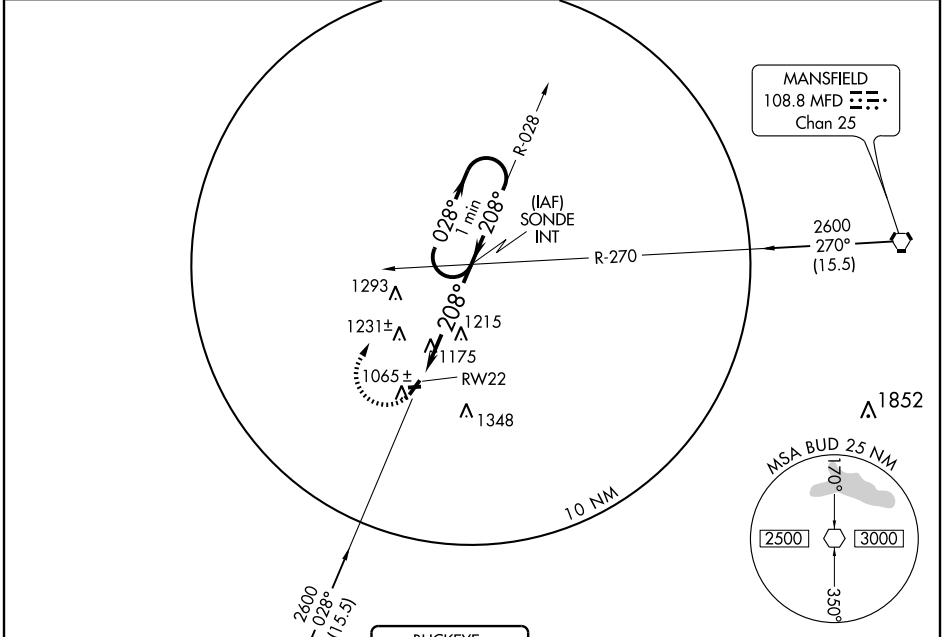 MANSFIELD
108.8 MFD
Chan 25
R-028
028°
1 min
208°
(IAF)
SONDE
INT
2600
270°
(15.5)
R-270
1293
208°
1231±
1215
1175
1065±
RW22
1348
1852
MSA BUD 25 NM
170°
10 NM
2500
3000
350°
2600
028°
(15.5)
BUCKEYE